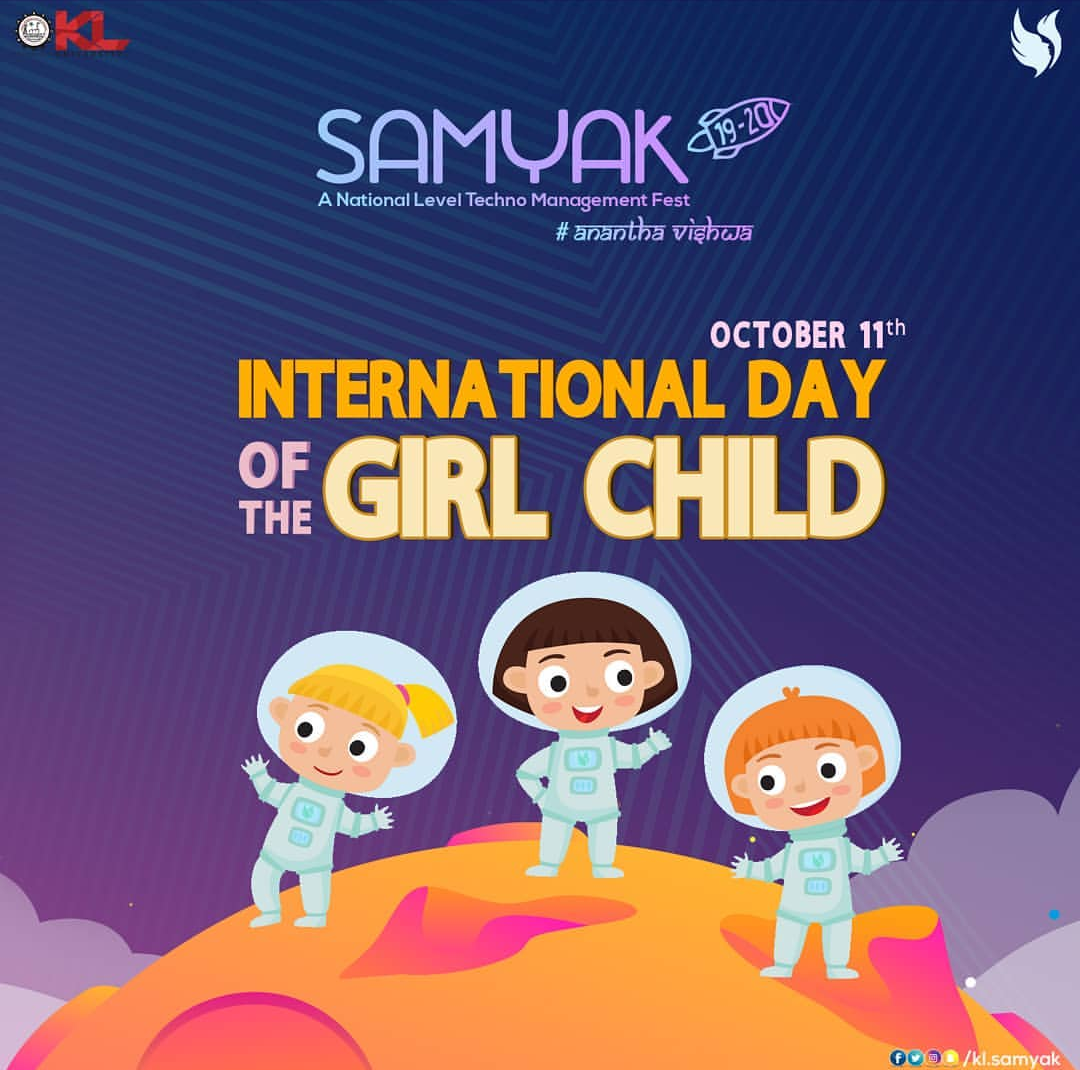 KL
SAMYAK 19-20
A National Level Techno Management Fest
# anantha vishwa
OCTOBER 11th
INTERNATIONAL DAY
OF THE GIRL CHILD
/kl.samyak